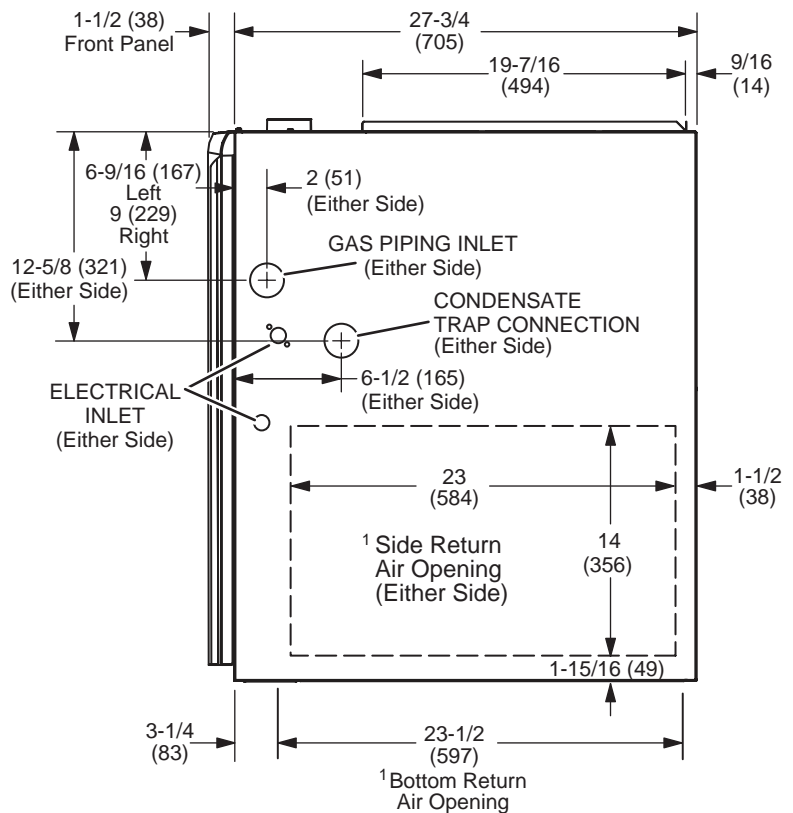 1-1/2 (38)
Front Panel
27-3/4
(705)
19-7/16
(494)
9/16
(14)
6-9/16 (167)
Left
9 (229)
Right
2 (51)
(Either Side)
12-5/8 (321)
(Either Side)
GAS PIPING INLET
(Either Side)
CONDENSATE
TRAP CONNECTION
(Either Side)
6-1/2 (165)
(Either Side)
ELECTRICAL
INLET
(Either Side)
23
(584)
1-1/2
(38)
1 Side Return
Air Opening
(Either Side)
14
(356)
1-15/16 (49)
3-1/4
(83)
23-1/2
(597)
1 Bottom Return
Air Opening